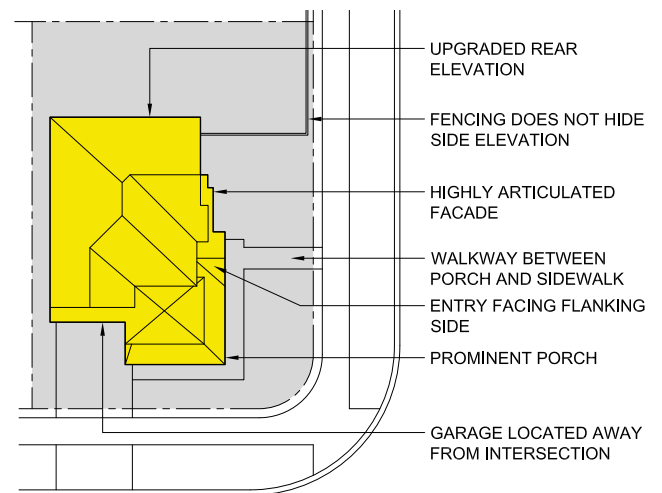 UPGRADED REAR
ELEVATION
FENCING DOES NOT HIDE
SIDE ELEVATION
HIGHLY ARTICULATED
FACADE
WALKWAY BETWEEN
PORCH AND SIDEWALK
ENTRY FACING FLANKING
SIDE
PROMINENT PORCH
GARAGE LOCATED AWAY
FROM INTERSECTION